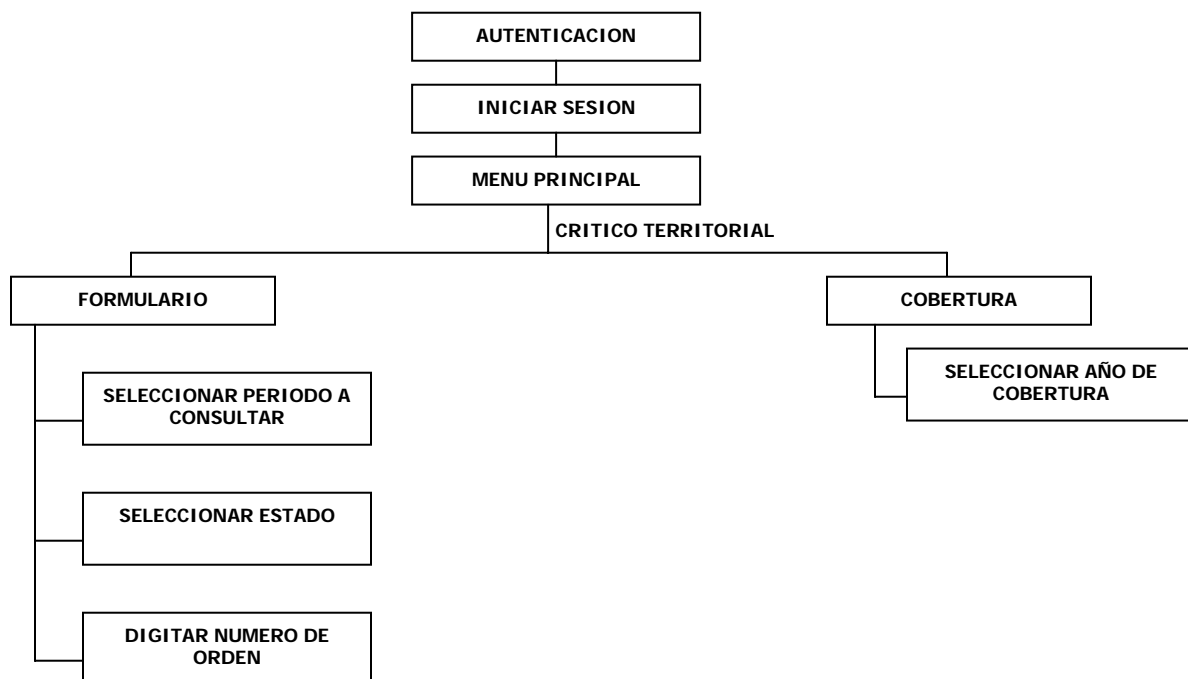 AUTENTICACION
INICIAR SESION
MENU PRINCIPAL
CRITICO TERRITORIAL
FORMULARIO
COBERTURA
SELECCIONAR PERIODO A
CONSULTAR
SELECCIONAR AÑO DE
COBERTURA
SELECCIONAR ESTADO
DIGITAR NUMERO DE
ORDEN